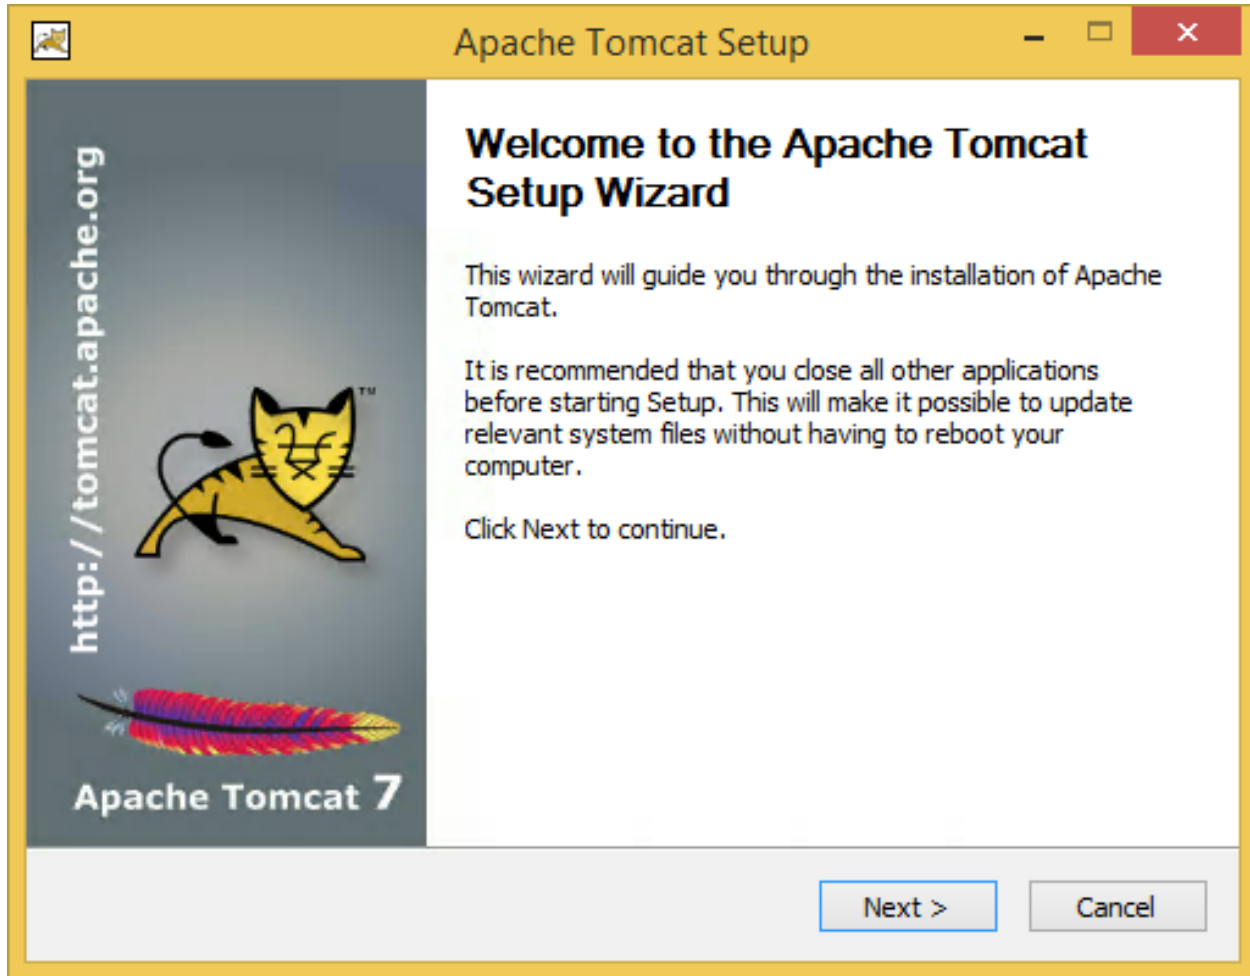 Apache Tomcat Setup
http://tomcat.apache.org
TM
Apache Tomcat 7
Welcome to the Apache Tomcat
Setup Wizard
This wizard will guide you through the installation of Apache
Tomcat.
It is recommended that you close all other applications
before starting Setup. This will make it possible to update
relevant system files without having to reboot your
computer.
Click Next to continue.
Next >
Cancel